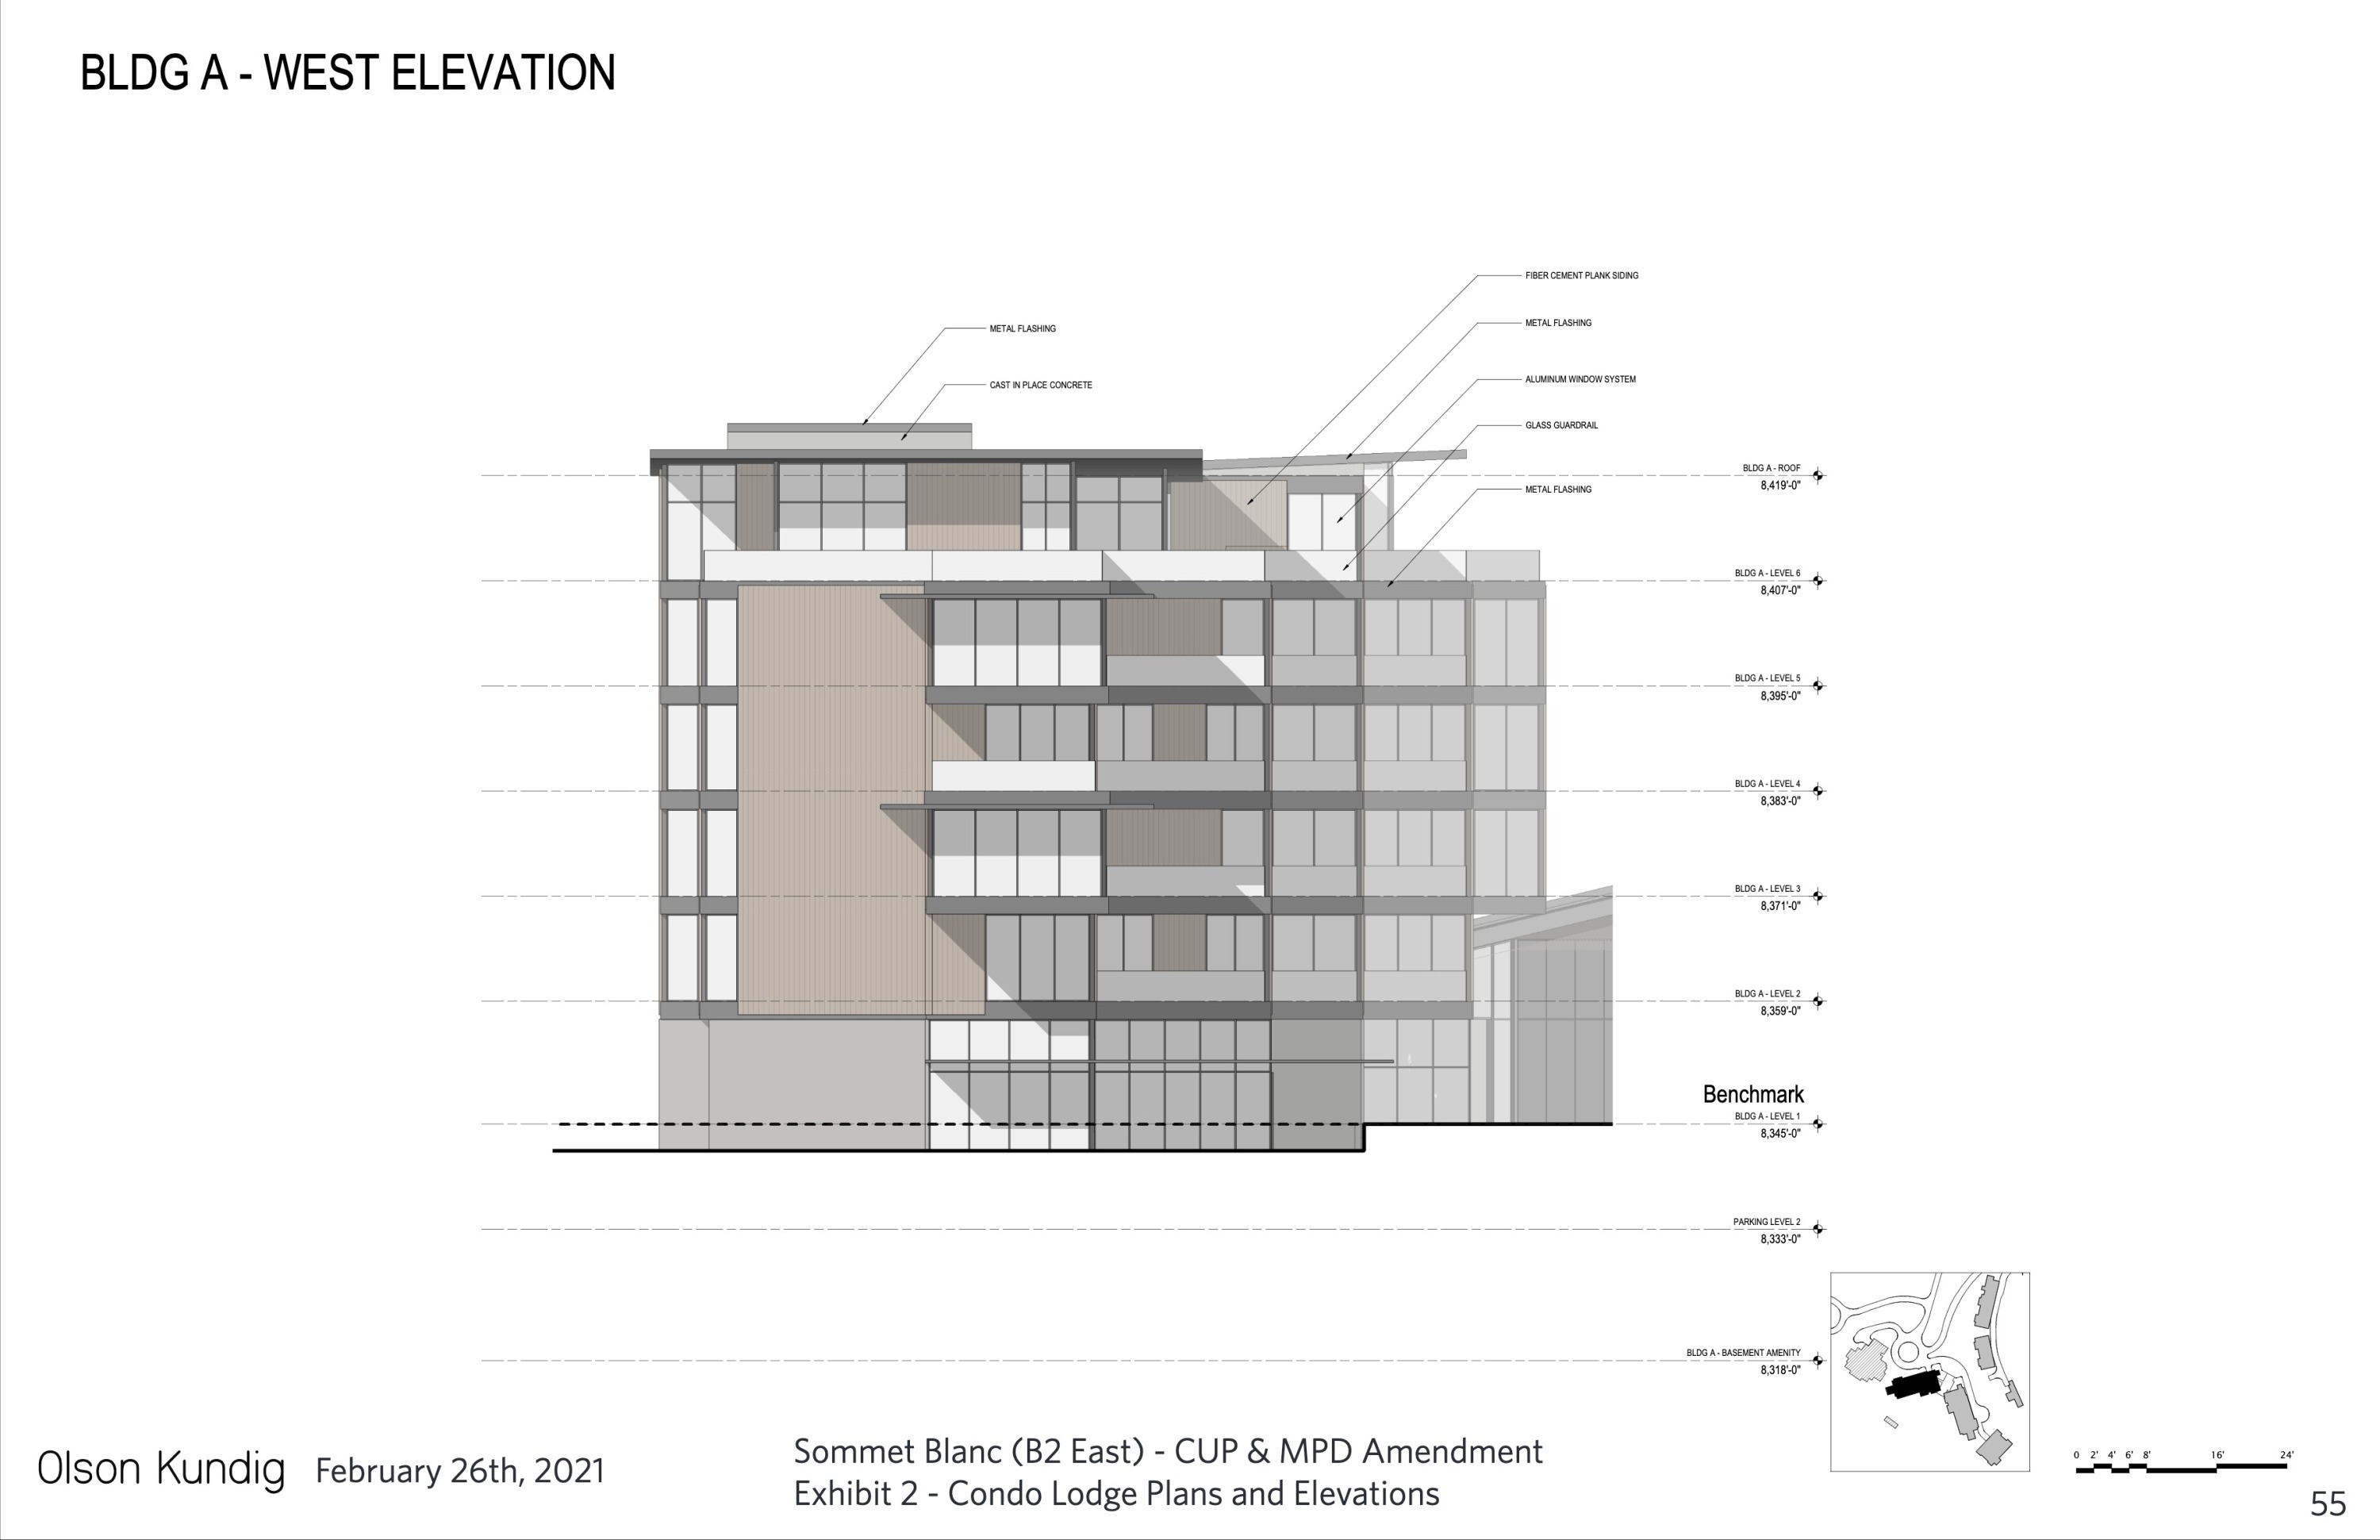 BLDG A - WEST ELEVATION
FIBER CEMENT PLANK SIDING
METAL FLASHING
METAL FLASHING
ALUMINUM WINDOW SYSTEM
CAST IN PLACE CONCRETE
GLASS GUARDRAIL
METAL FLASHING
BLDG A - ROOF
8,419'-0"
BLDG A - LEVEL 6
8,407'-0"
BLDG A - LEVEL 5
8,395'-0"
BLDG A - LEVEL 4
8,383'-0"
BLDG A - LEVEL 3
8,371'-0"
BLDG A - LEVEL 2
8,359'-0"
Benchmark
BLDG A - LEVEL 1
8,345'-0"
PARKING LEVEL 2
8,333'-0"
BLDG A - BASEMENT AMENITY
8,318'-0"
0 2' 4' 6' 8' 16' 24'
Olson Kundig February 26th, 2021
Sommet Blanc (B2 East) - CUP & MPD Amendment
Exhibit 2 - Condo Lodge Plans and Elevations
55